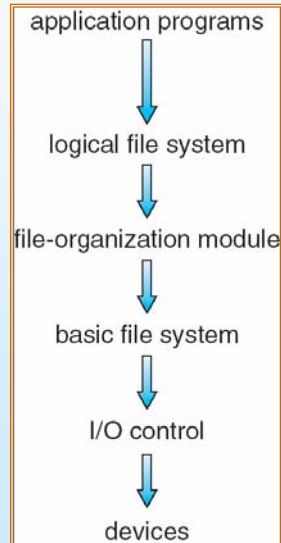 application programs
logical file system
file-organization module
basic file system
I/O control
devices